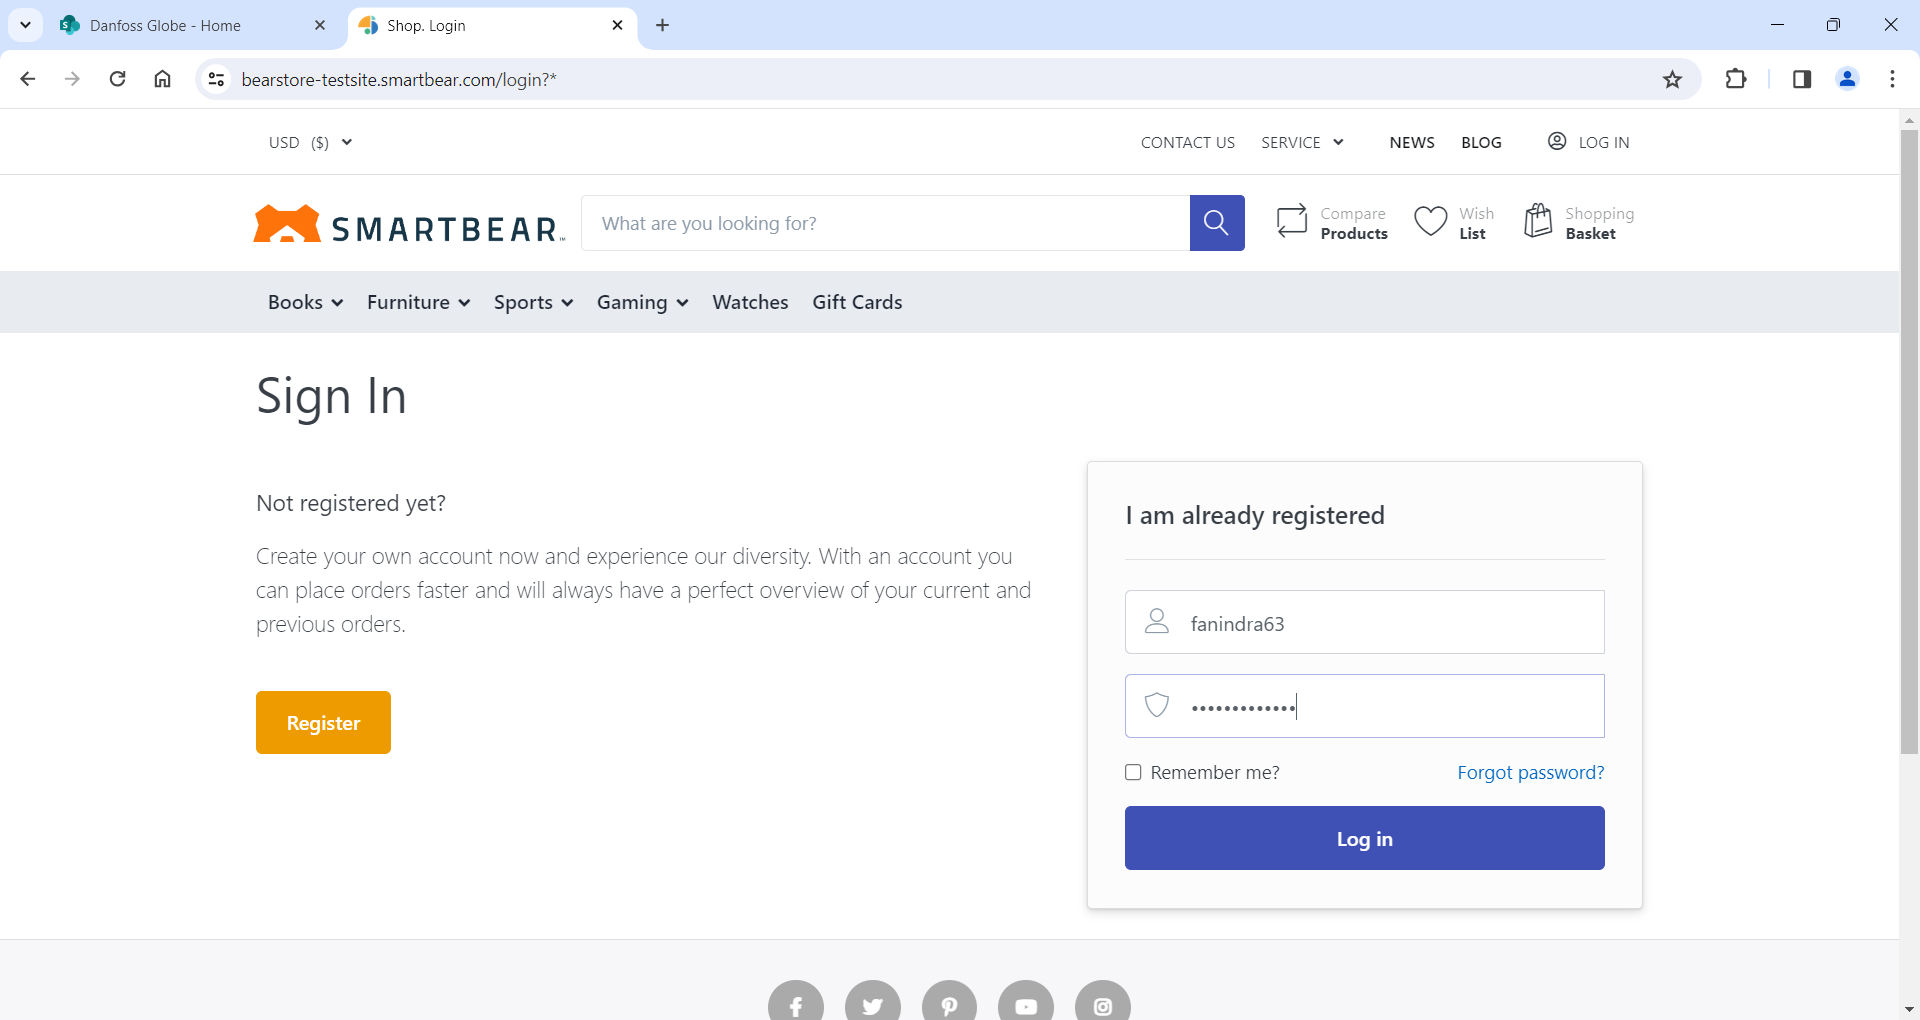 Danfoss Globe - Home
Shop. Login
bearstore-testsite.smartbear.com/login?*
USD ($)
CONTACT US
SERVICE
NEWS
BLOG
LOG IN
SMARTBEAR
What are you looking for?
Compare
Products
Wish
List
Shopping
Basket
Books
Furniture
Sports
Gaming
Watches
Gift Cards
Sign In
Not registered yet?
Create your own account now and experience our diversity. With an account you
can place orders faster and will always have a perfect overview of your current and
previous orders.
Register
I am already registered
fanindra63
•••••••••••••
Remember me?
Forgot password?
Log in